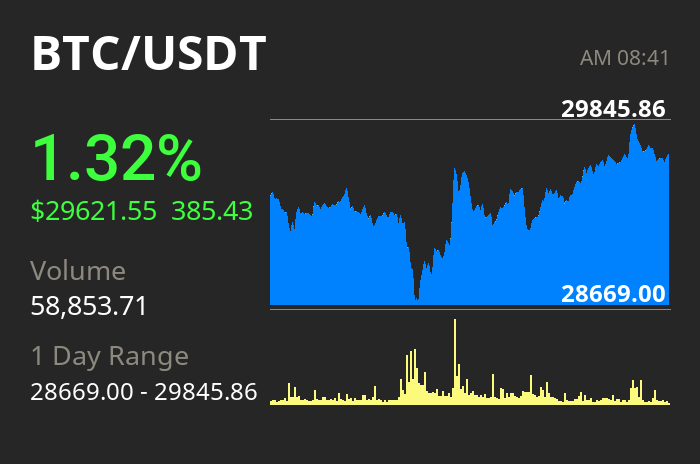 BTC/USDT
AM 08:41
29845.86
1.32%
$29621.55 385.43
Volume
58,853.71
28669.00
1 Day Range
28669.00 - 29845.86